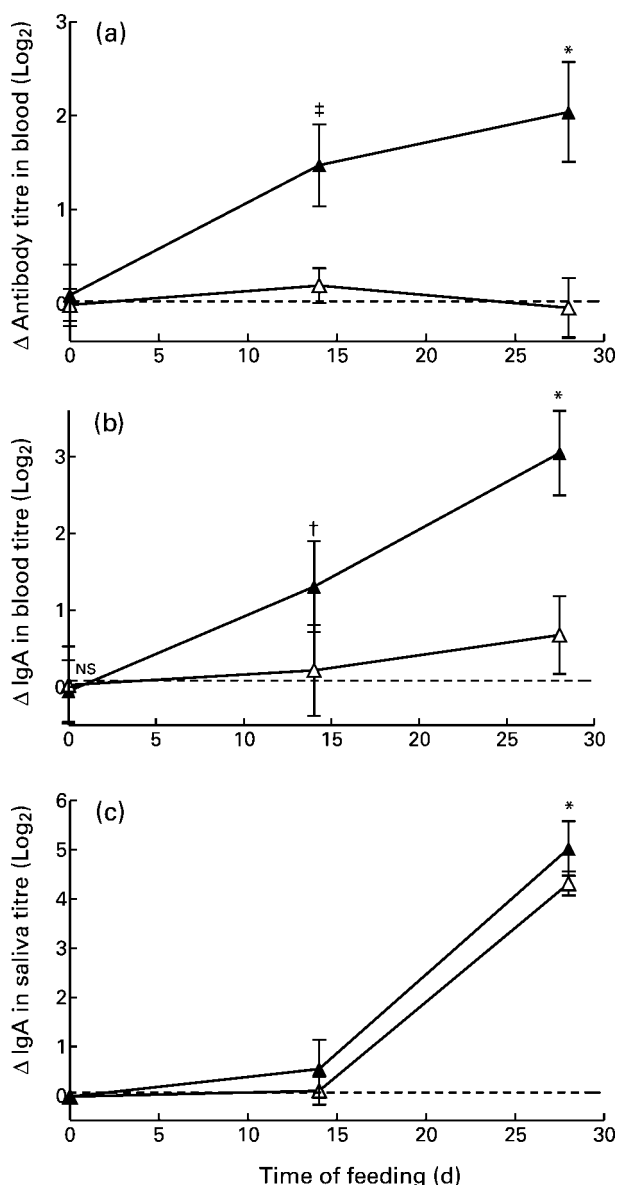 (a)
Δ Antibody titre in blood (Log2)
3
2
1
0
‡
*
0 5 10 15 20 25 30
(b)
Δ IgA in blood titre (Log2)
3
2
1
0
NS
†
*
0 5 10 15 20 25 30
(c)
Δ IgA in saliva titre (Log2)
6
5
4
3
2
1
0
*
0 5 10 15 20 25 30
Time of feeding (d)